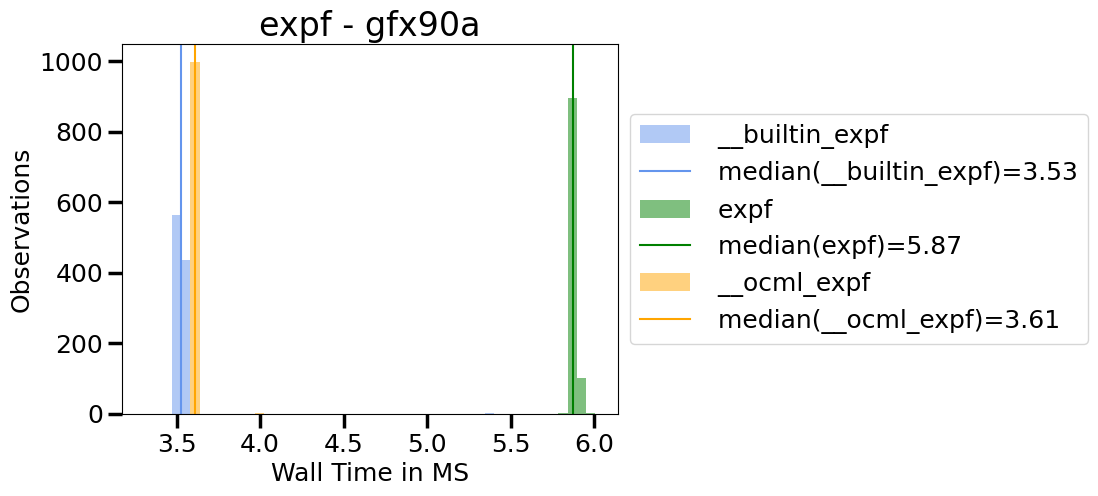 expf - gfx90a
1000
800
600
400
200
0
Observations
3.5 4.0 4.5 5.0 5.5 6.0
Wall Time in MS
__builtin_expf
median(__builtin_expf)=3.53
expf
median(expf)=5.87
__ocml_expf
median(__ocml_expf)=3.61